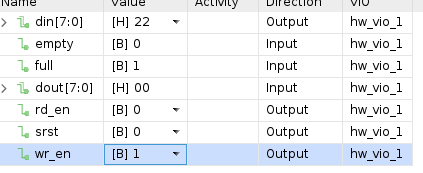 Name Value Activity Direction VIO
din[7:0] [H] 22 Output hw_vio_1
empty [B] 0 Input hw_vio_1
full [B] 1 Input hw_vio_1
dout[7:0] [H] 00 Input hw_vio_1
rd_en [B] 0 Output hw_vio_1
srst [B] 0 Output hw_vio_1
wr_en [B] 1 Output hw_vio_1